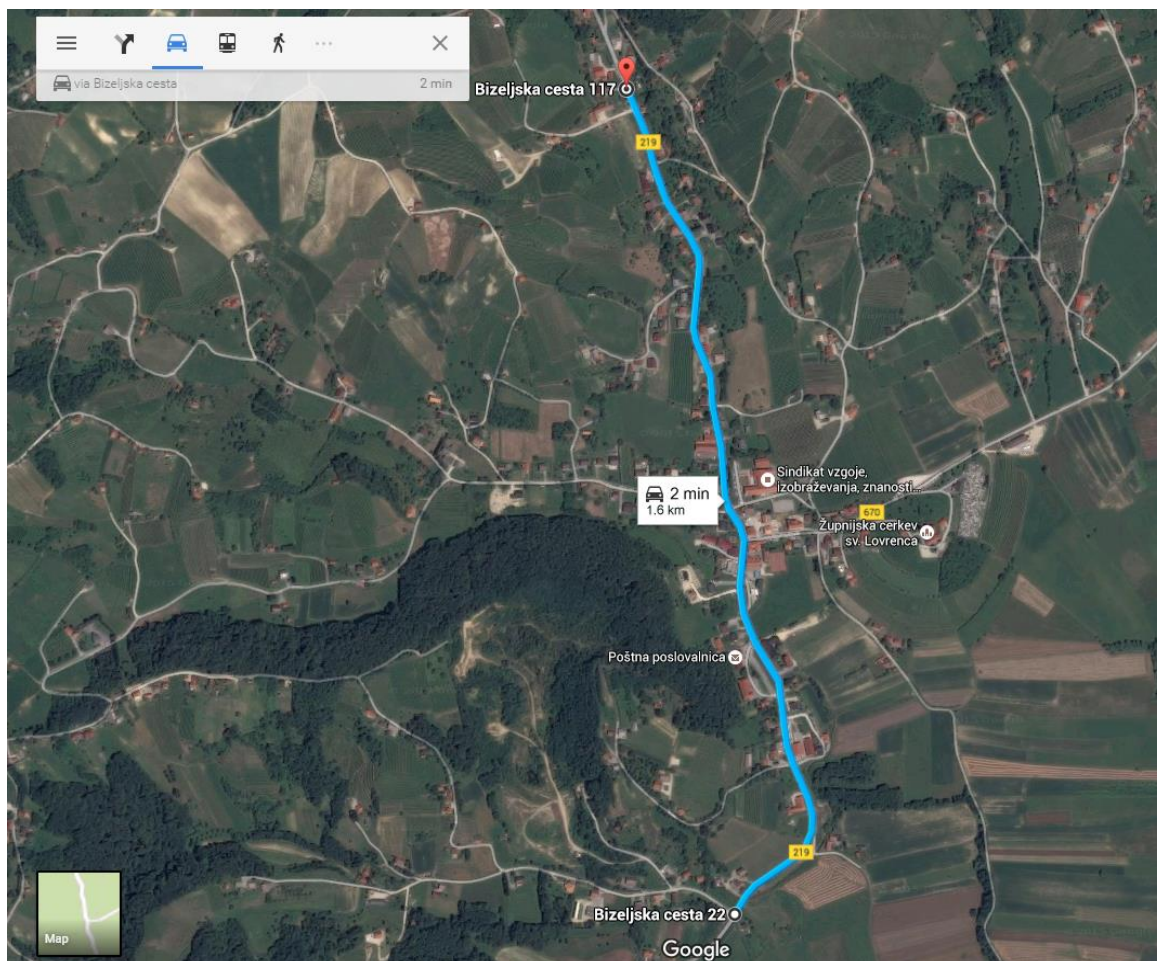 via Bizeljska cesta 2 min
Bizeljska cesta 117
219
2 min
1.6 km
Sindikat vzgoje,
izobraževanja, znanosti...
670
Župnijska cerkev
sv. Lovrenca
Poštna poslovalnica
219
Bizeljska cesta 22
Map
Google